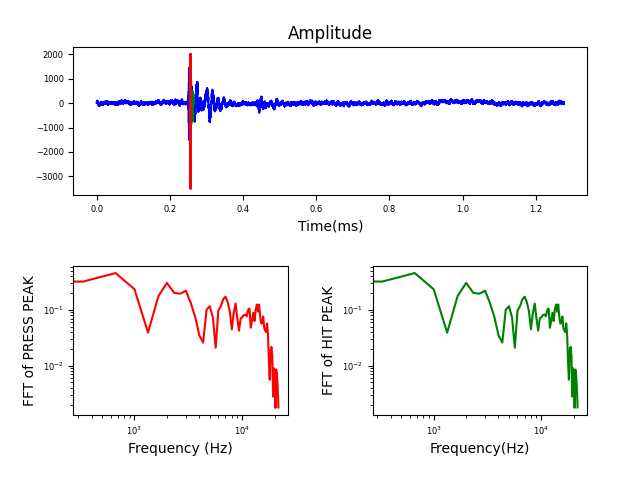 Amplitude
2000
1000
0
−1000
−2000
−3000
0.0 0.2 0.4 0.6 0.8 1.0 1.2
Time(ms)
FFT of PRESS PEAK
10⁻¹
10⁻²
10³ 10⁴
Frequency (Hz)
FFT of HIT PEAK
10⁻¹
10⁻²
10³ 10⁴
Frequency(Hz)